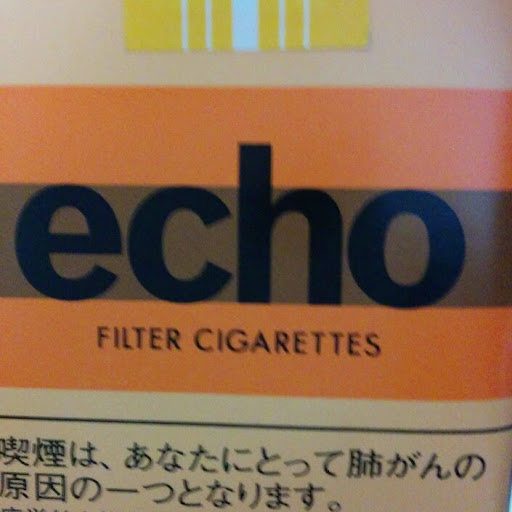 echo
FILTER CIGARETTES
喫煙は、あなたにとって肺がんの
原因の一つとなります。